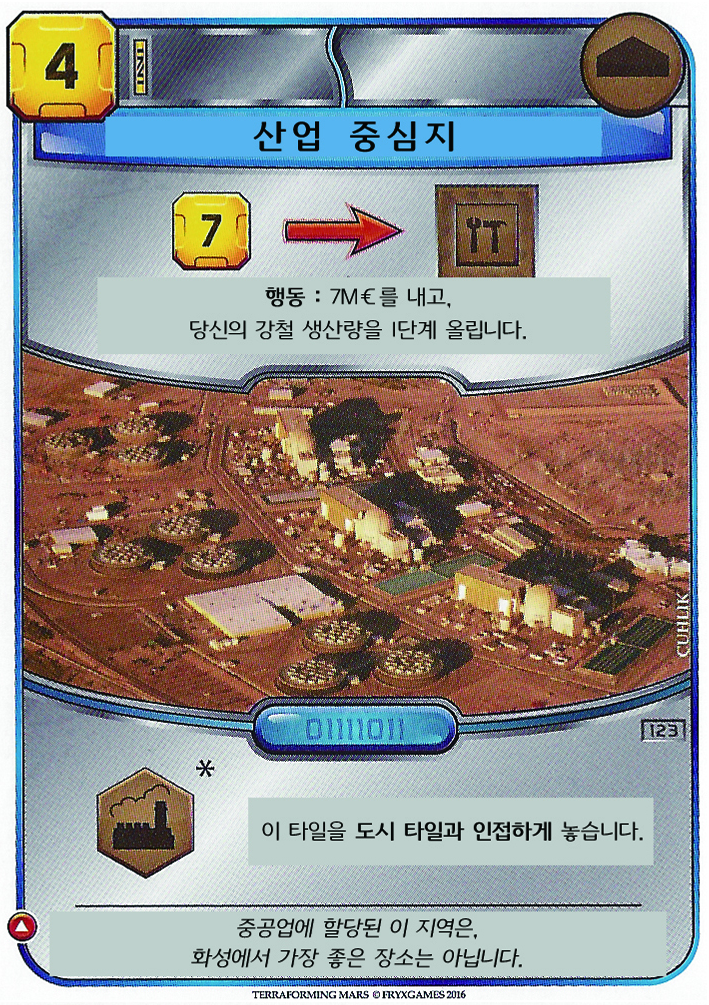 4
산업 중심지
7
행동 : 7M€를 내고,
당신의 강철 생산량을 1단계 올립니다.
CUHLIK
01111011
123
*
이 타일을 도시 타일과 인접하게 놓습니다.
중공업에 할당된 이 지역은,
화성에서 가장 좋은 장소는 아닙니다.
TERRAFORMING MARS © FRYXGAMES 2016